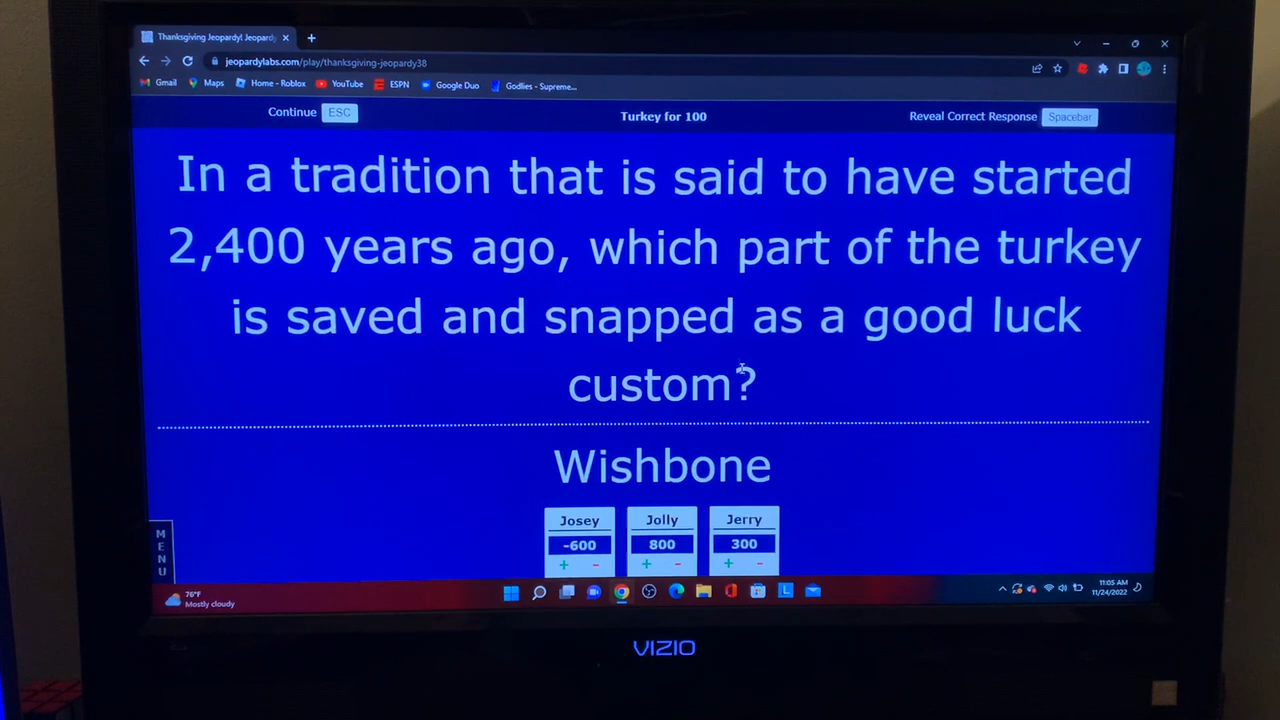 Thanksgiving Jeopardy! Jeopardy
jeopardylabs.com/play/thanksgiving-jeopardy38
Gmail Maps Home - Roblox YouTube ESPN Google Duo Godlies - Supreme...
Continue ESC Turkey for 100 Reveal Correct Response Spacebar
In a tradition that is said to have started
2,400 years ago, which part of the turkey
is saved and snapped as a good luck
custom?
Wishbone
Josey Jolly Jerry
-600 800 300
+ - + - + -
MENU
76°F
Mostly cloudy
11:05 AM
11/24/2022
VIZIO